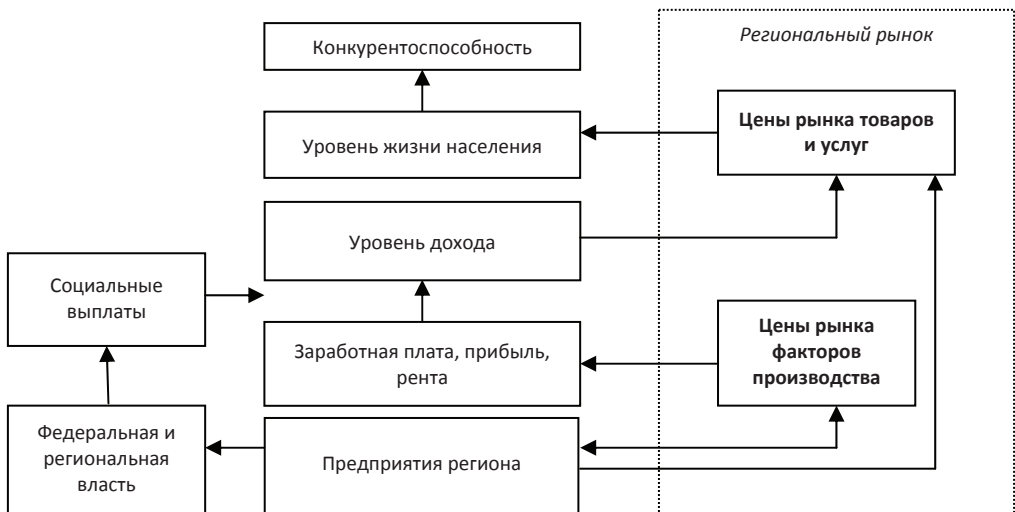 Региональный рынок
Конкурентоспособность
Уровень жизни населения
Цены рынка товаров
и услуг
Уровень дохода
Социальные
выплаты
Заработная плата, прибыль,
рента
Цены рынка
факторов
производства
Федеральная и
региональная
власть
Предприятия региона